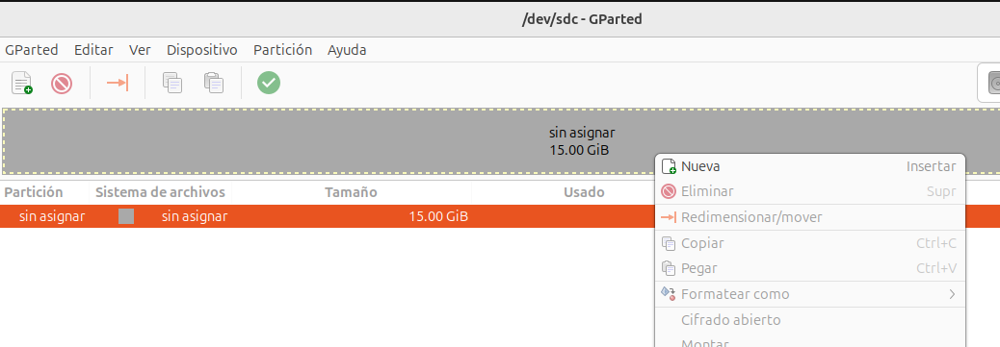 /dev/sdc - GParted
GParted Editar Ver Dispositivo Partición Ayuda
sin asignar
15.00 GiB
Partición Sistema de archivos Tamaño Usado
sin asignar sin asignar 15.00 GiB
Nueva Insertar
Eliminar Supr
Redimensionar/mover
Copiar Ctrl+C
Pegar Ctrl+V
Formatear como
Cifrado abierto
Montar